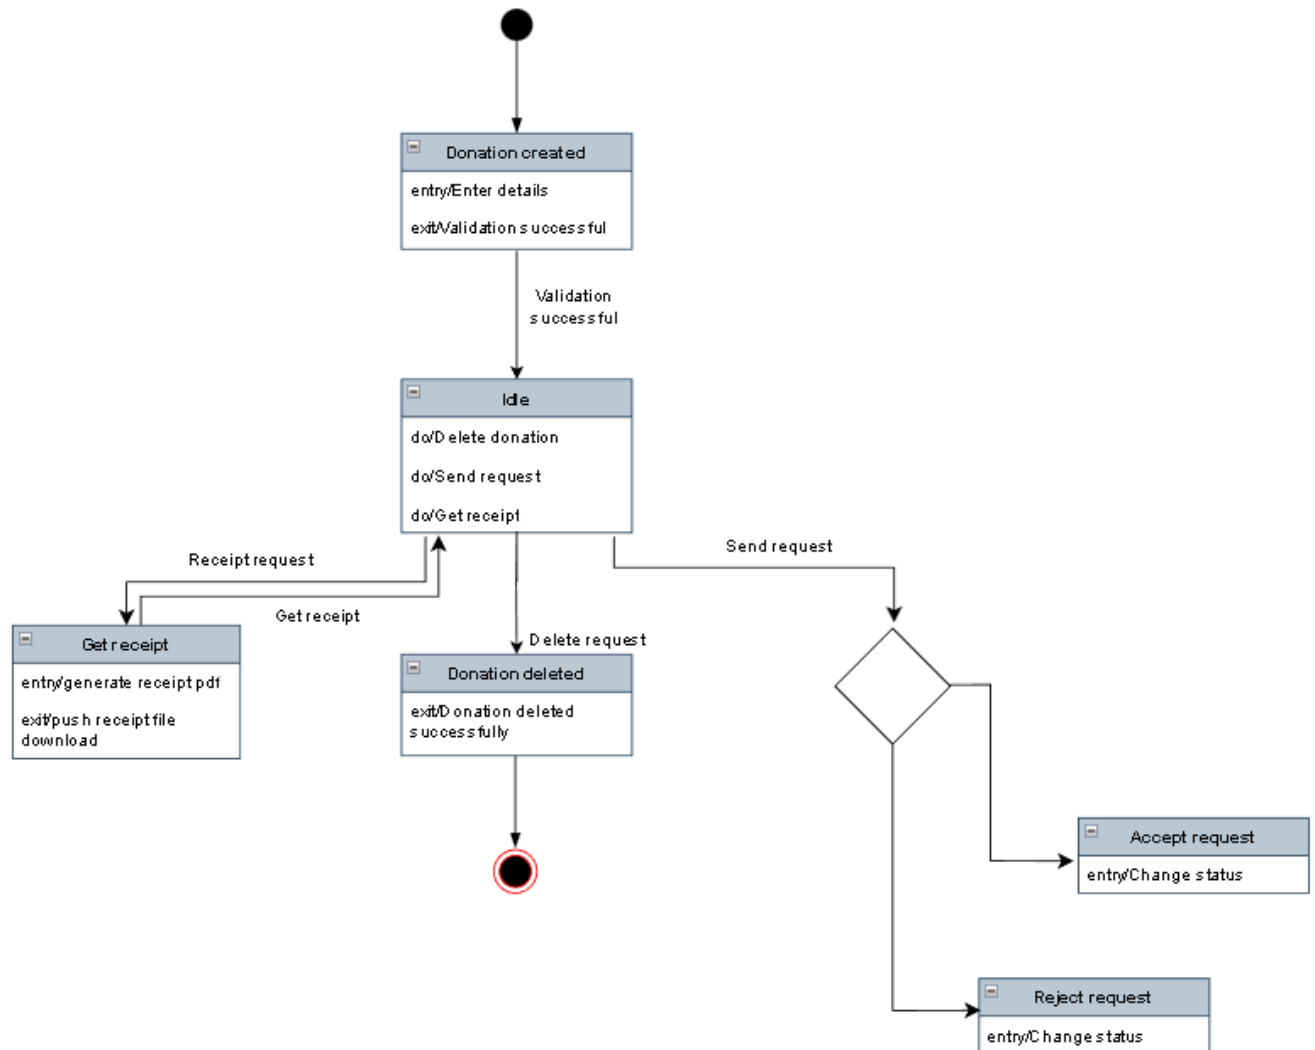 Donation created
entry/Enter details
exit/Validation successful
Validation
successful
Idle
do/Delete donation
do/Send request
do/Get receipt
Receipt request
Send request
Get receipt
Delete request
Get receipt
entry/generate receipt pdf
exit/push receipt file
download
Donation deleted
exit/Donation deleted
successfully
Accept request
entry/Change status
Reject request
entry/Change status